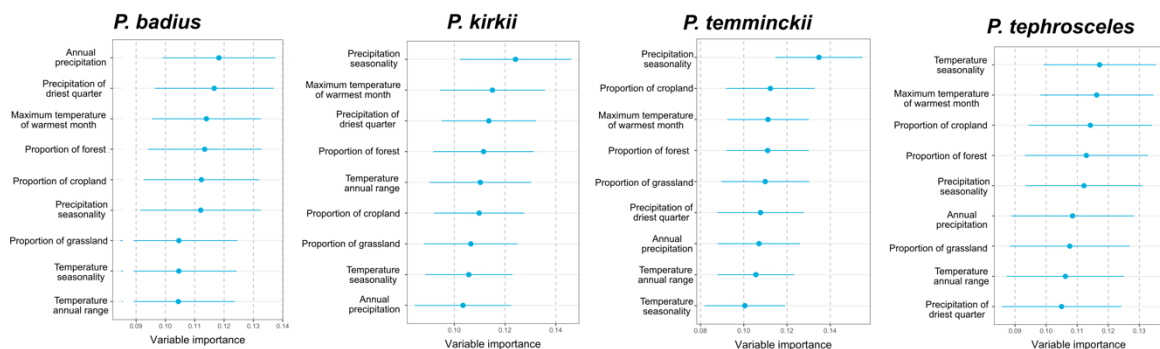 P. badius
Annual
precipitation
Precipitation of
driest quarter
Maximum temperature
of warmest month
Proportion of forest
Proportion of cropland
Precipitation
seasonality
Proportion of grassland
Temperature
seasonality
Temperature
annual range
0.09 0.10 0.11 0.12 0.13 0.14
Variable importance
P. kirkii
Precipitation
seasonality
Maximum temperature
of warmest month
Precipitation of
driest quarter
Proportion of forest
Temperature
annual range
Proportion of cropland
Proportion of grassland
Temperature
seasonality
Annual
precipitation
0.10 0.12 0.14
Variable importance
P. temminckii
Precipitation
seasonality
Proportion of cropland
Maximum temperature
of warmest month
Proportion of forest
Proportion of grassland
Precipitation of
driest quarter
Annual
precipitation
Temperature
annual range
Temperature
seasonality
0.08 0.10 0.12 0.14
Variable importance
P. tephrosceles
Temperature
seasonality
Maximum temperature
of warmest month
Proportion of cropland
Proportion of forest
Precipitation
seasonality
Annual
precipitation
Proportion of grassland
Temperature
annual range
Precipitation of
driest quarter
0.09 0.10 0.11 0.12 0.13
Variable importance